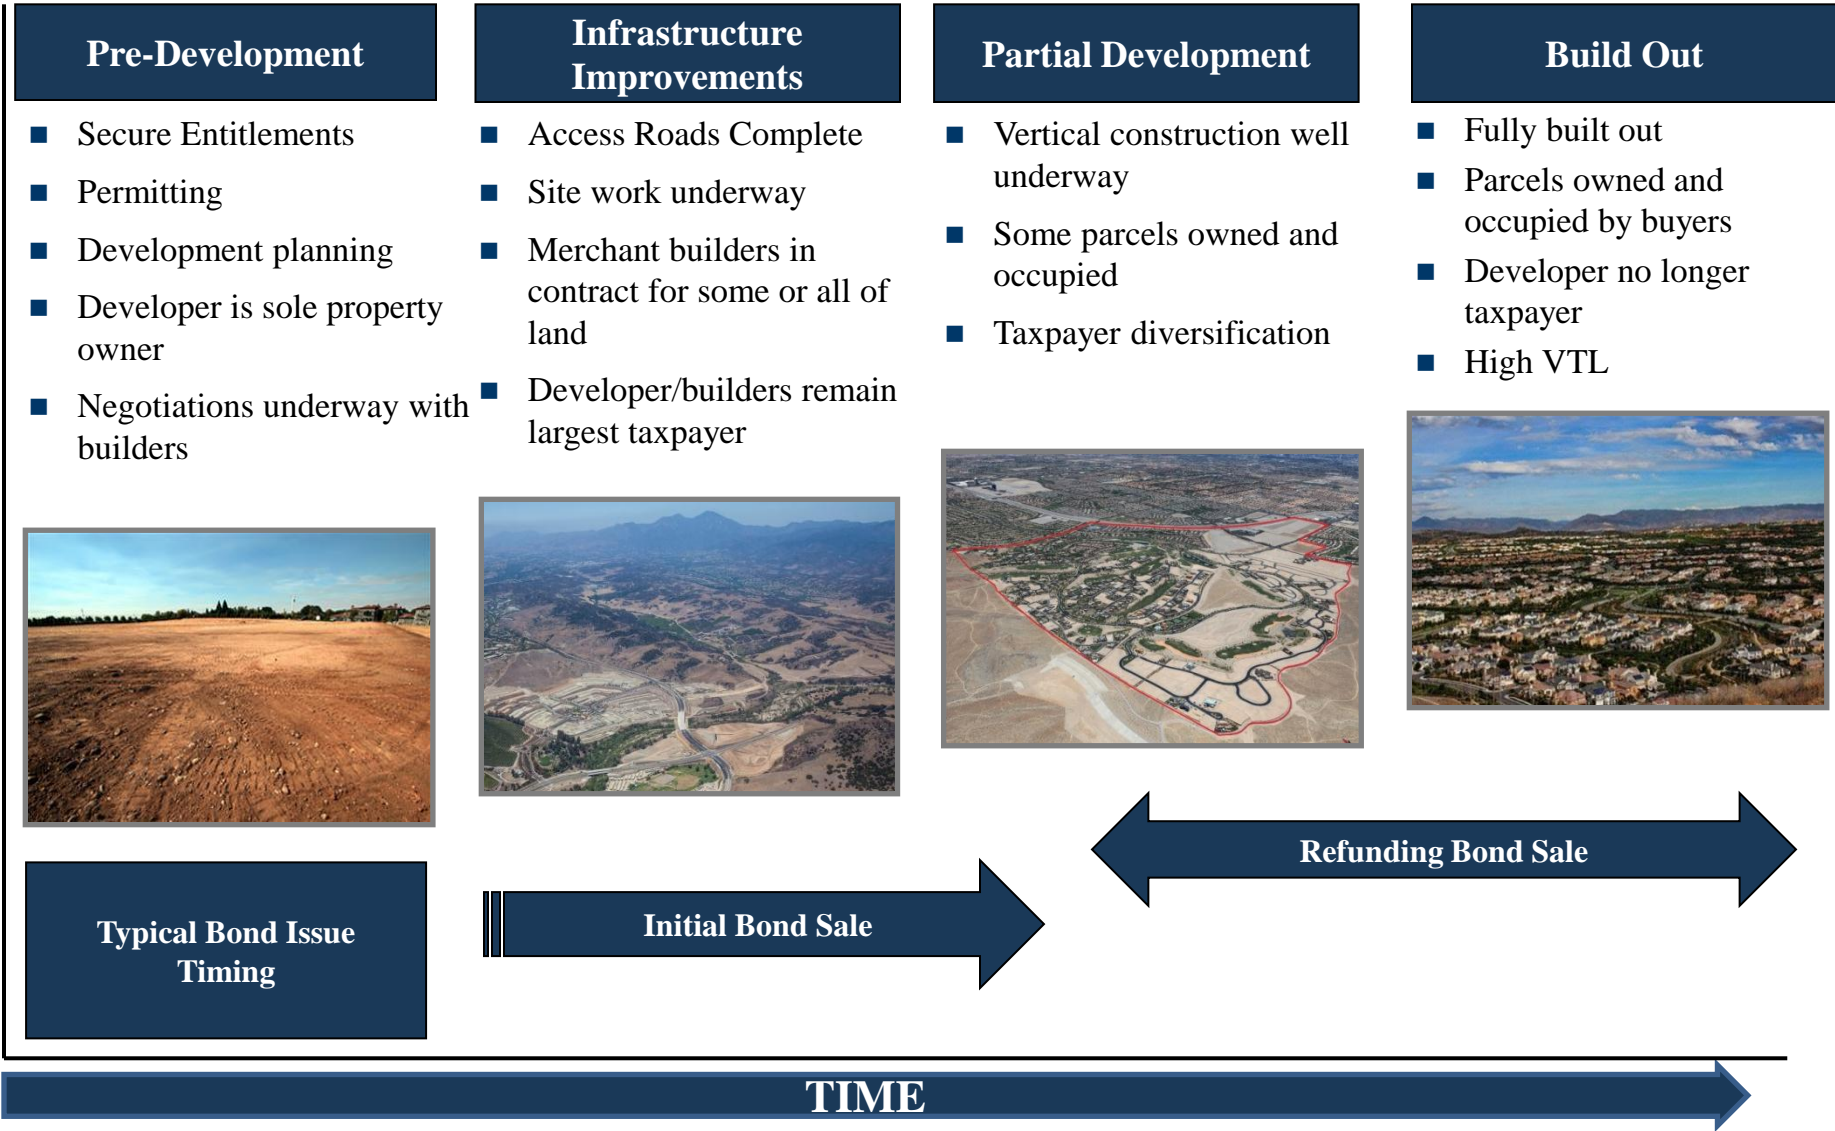 Pre-Development
Secure Entitlements
Permitting
Development planning
Developer is sole property
owner
Negotiations underway with
builders
Infrastructure
Improvements
Access Roads Complete
Site work underway
Merchant builders in
contract for some or all of
land
Developer/builders remain
largest taxpayer
Partial Development
Vertical construction well
underway
Some parcels owned and
occupied
Taxpayer diversification
Build Out
Fully built out
Parcels owned and
occupied by buyers
Developer no longer
taxpayer
High VTL
Typical Bond Issue
Timing
Initial Bond Sale
Refunding Bond Sale
TIME